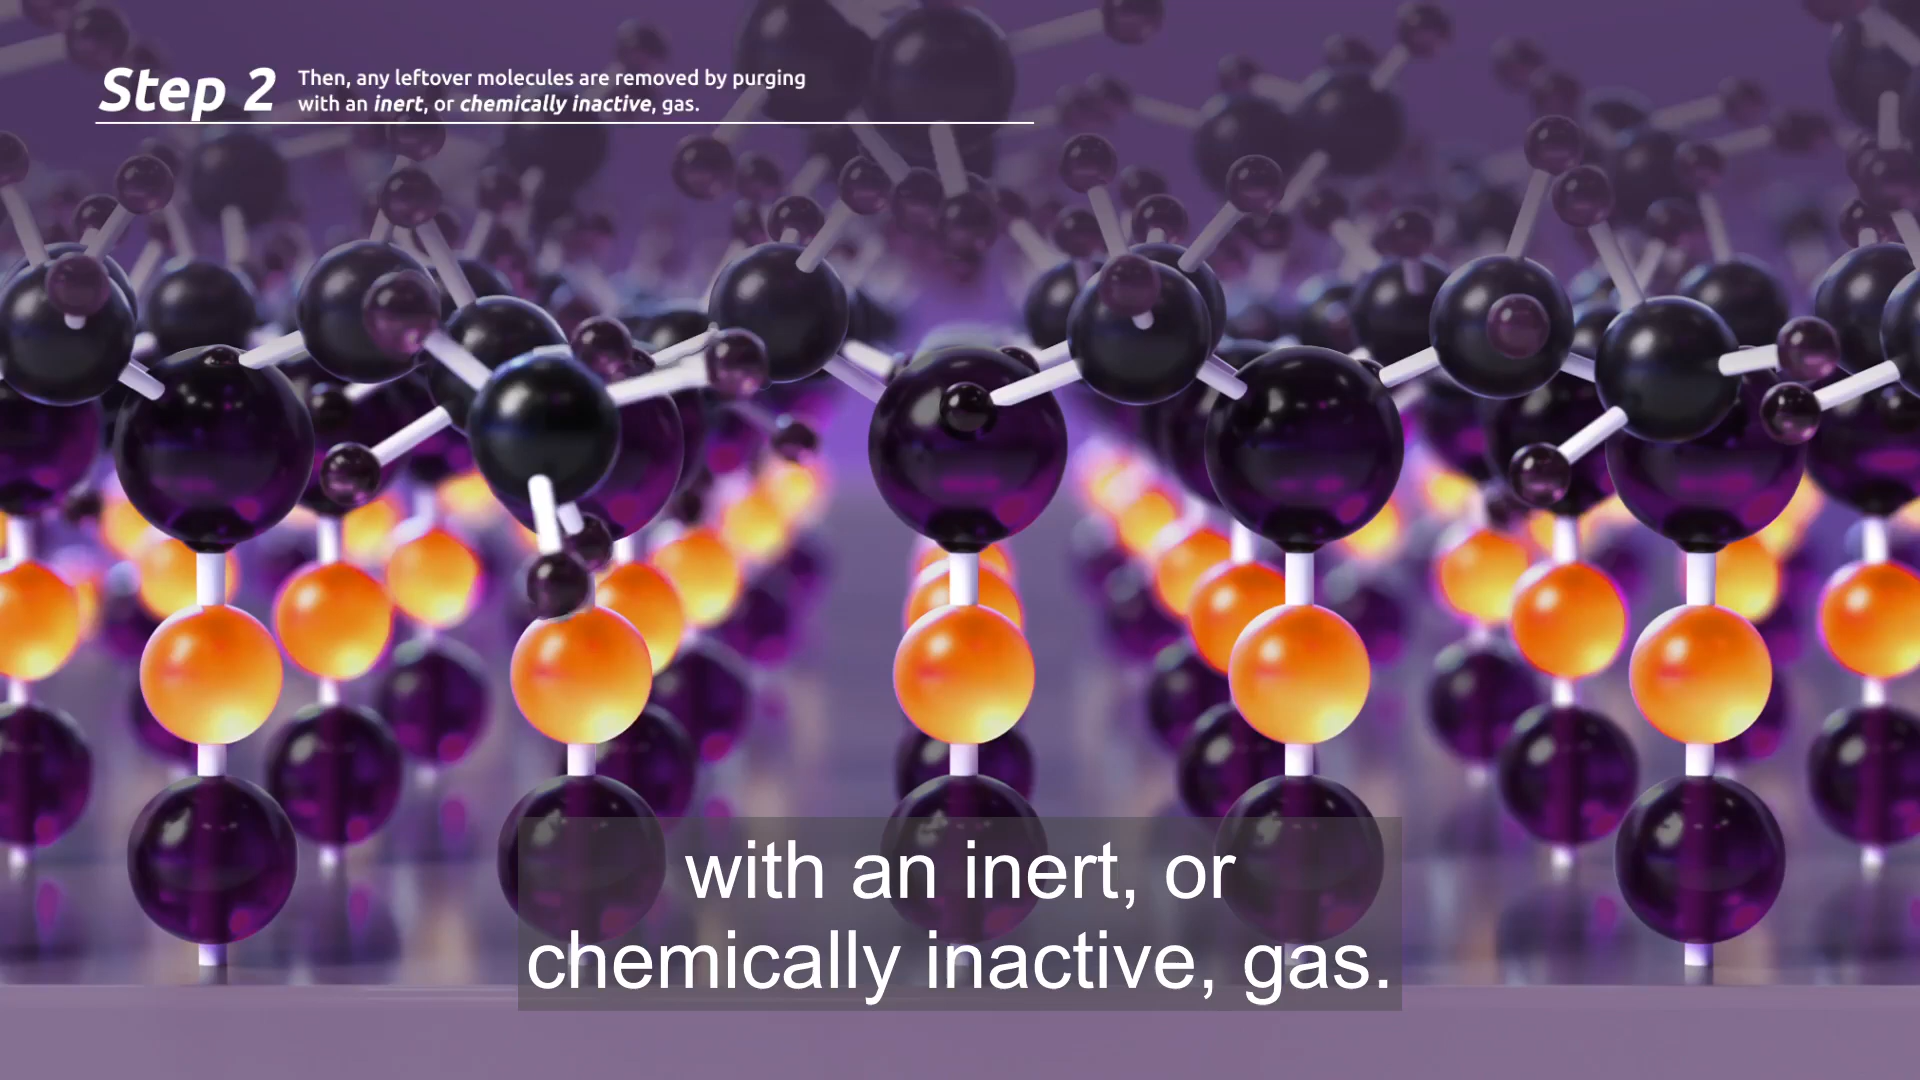 Step 2
Then, any leftover molecules are removed by purging
with an inert, or chemically inactive, gas.
with an inert, or
chemically inactive, gas.